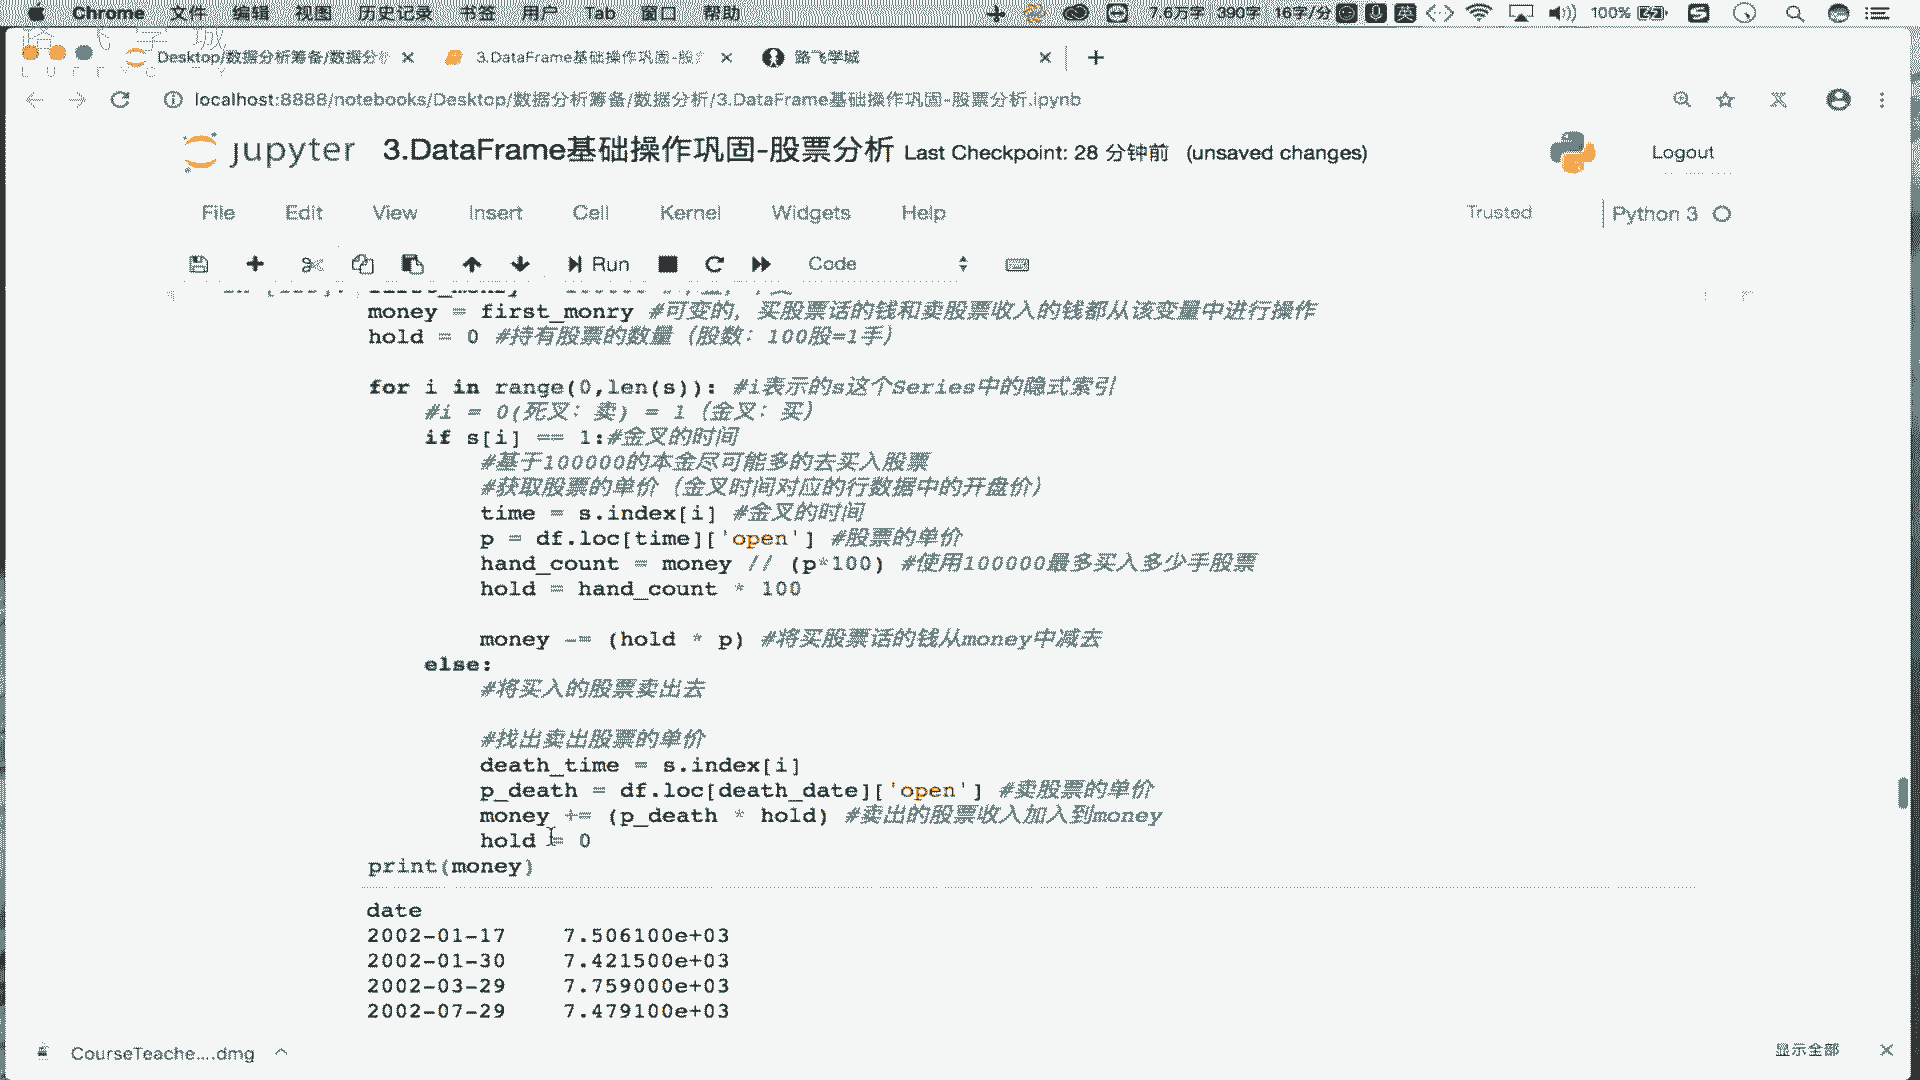 Chrome 文件 编辑 视图 历史记录 书签 用户 Tab 窗口 帮助 7.6万字 390字 16字/分 英 100%
Desktop/数据分析筹备/数据分析
3.DataFrame基础操作巩固-股
路飞学城
localhost:8888/notebooks/Desktop/数据分析筹备/数据分析/3.DataFrame基础操作巩固-股票分析.ipynb
jupyter 3.DataFrame基础操作巩固-股票分析 Last Checkpoint: 28 分钟前 (unsaved changes) Logout
File Edit View Insert Cell Kernel Widgets Help Trusted Python 3
Run Code
money = first_monry #可变的，买股票话的钱和卖股票收入的钱都从该变量中进行操作
hold = 0 #持有股票的数量（股数：100股=1手）
for i in range(0,len(s)): #i表示的s这个Series中的隐式索引
#i = 0(死叉：卖) = 1（金叉：买）
if s[i] == 1:#金叉的时间
#基于100000的本金尽可能多的去买入股票
#获取股票的单价（金叉时间对应的行数据中的开盘价）
time = s.index[i] #金叉的时间
p = df.loc[time]['open'] #股票的单价
hand_count = money // (p*100) #使用100000最多买入多少手股票
hold = hand_count * 100
money -= (hold * p) #将买股票话的钱从money中减去
else:
#将买入的股票卖出去
#找出卖出股票的单价
death_time = s.index[i]
p_death = df.loc[death_date]['open'] #卖股票的单价
money += (p_death * hold) #卖出的股票收入加入到money
hold = 0
print(money)
date
2002-01-17 7.506100e+03
2002-01-30 7.421500e+03
2002-03-29 7.759000e+03
2002-07-29 7.479100e+03
CourseTeache....dmg 显示全部